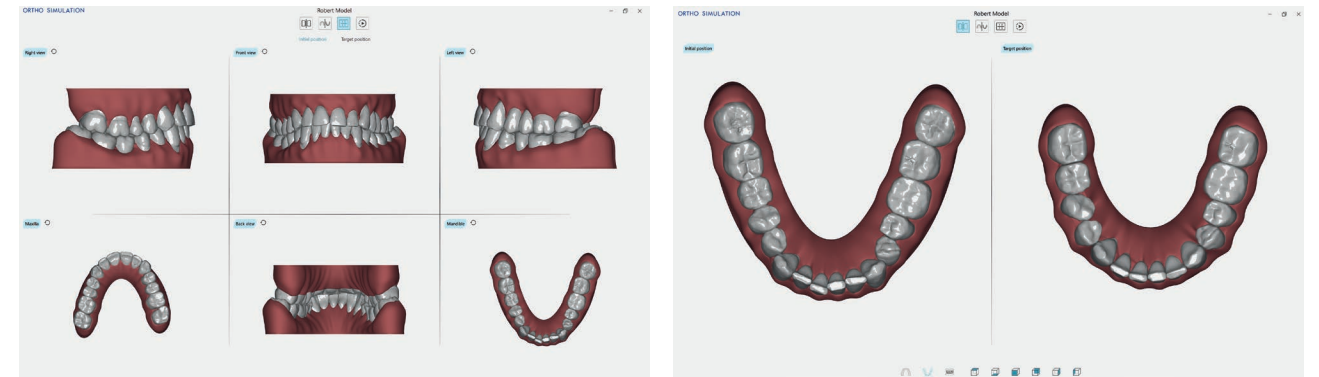 ORTHO SIMULATION
Robert Model
Initial position
Target position
Right view
Front view
Left view
Maxilla
Back view
Mandible
ORTHO SIMULATION
Robert Model
Initial position
Target position